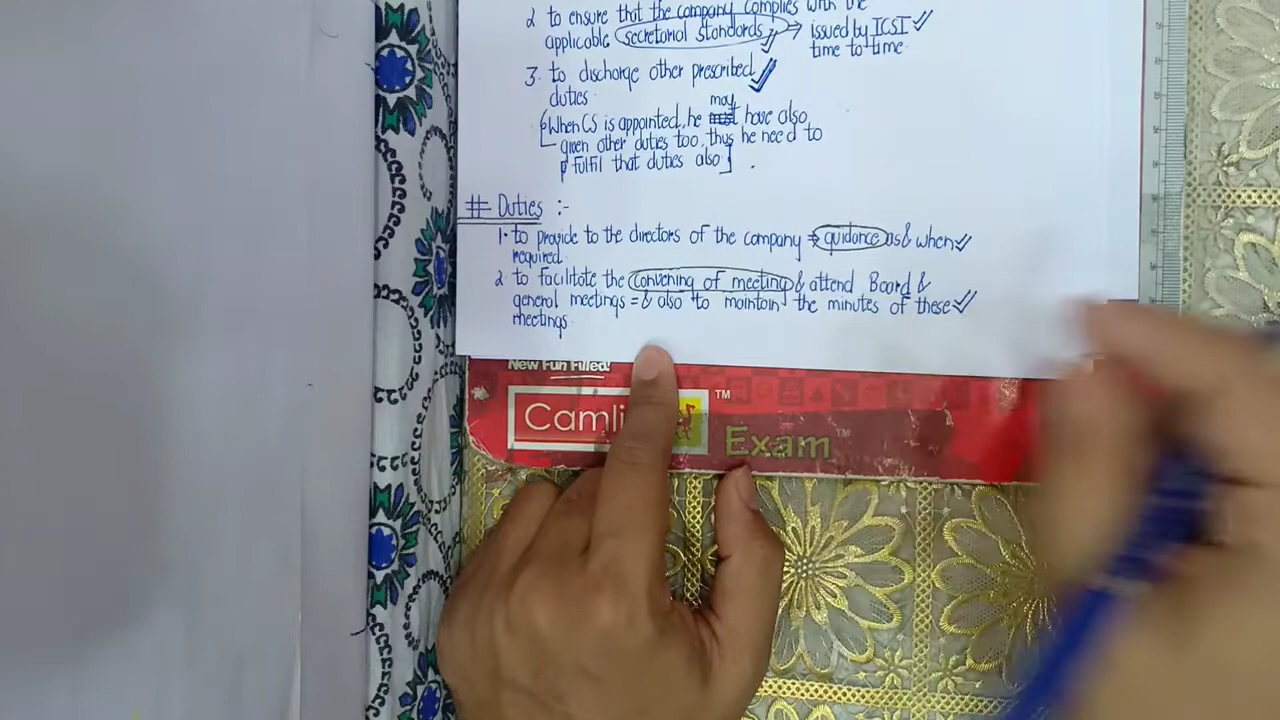 2 to ensure that the company complies with the
applicable secretarial standards → issued by ICSI
time to time
3. to discharge other prescribed
duties
may
When CS is appointed, he have also
given other duties too, thus he need to
fulfil that duties also] .
# Duties :-
1. to provide to the directors of the company ⇒ guidance as & when
required
2. to facilitate the convening of meeting & attend Board &
general meetings = & also to maintain the minutes of these
meetings
New Fun Filled!
Camli
TM
Exam TM